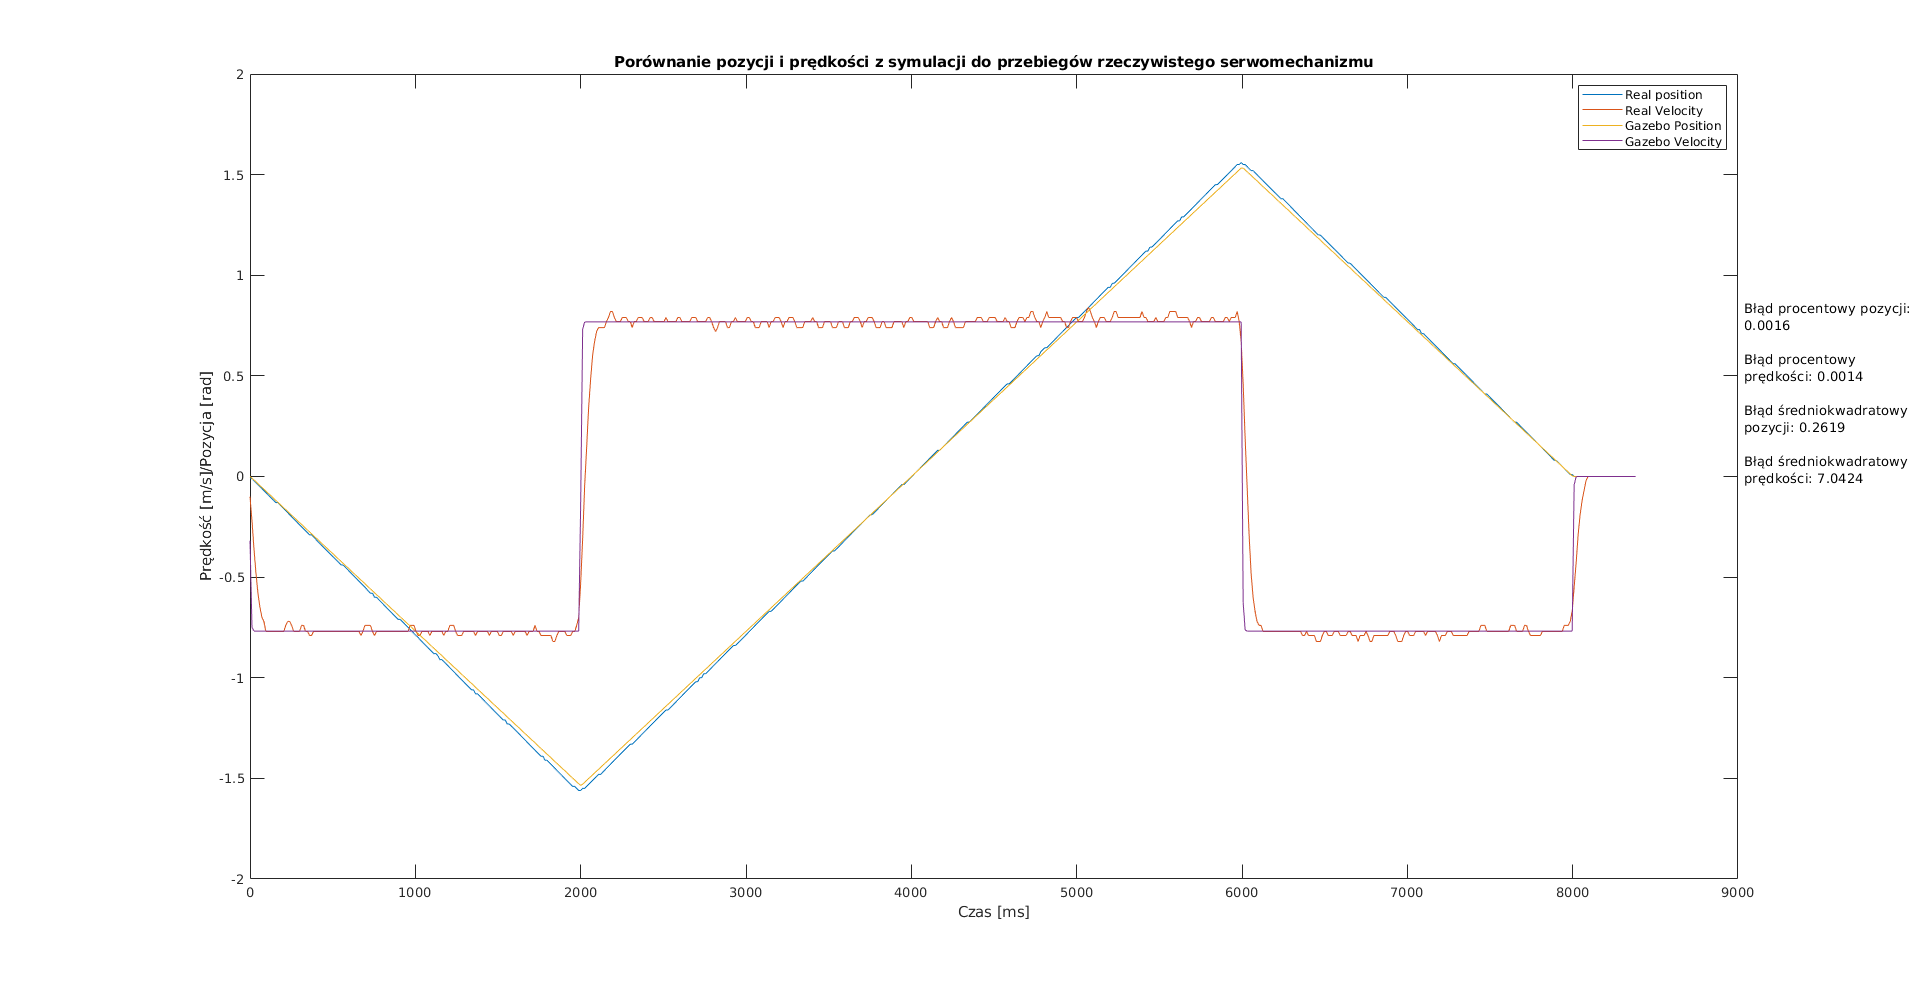 Porównanie pozycji i prędkości z symulacji do przebiegów rzeczywistego serwomechanizmu
Real position
Real Velocity
Gazebo Position
Gazebo Velocity
Prędkość [m/s]/Pozycja [rad]
2
1.5
1
0.5
0
-0.5
-1
-1.5
-2
0
1000
2000
3000
4000
5000
6000
7000
8000
9000
Czas [ms]
Błąd procentowy pozycji:
0.0016
Błąd procentowy
prędkości: 0.0014
Błąd średniokwadratowy
pozycji: 0.2619
Błąd średniokwadratowy
prędkości: 7.0424